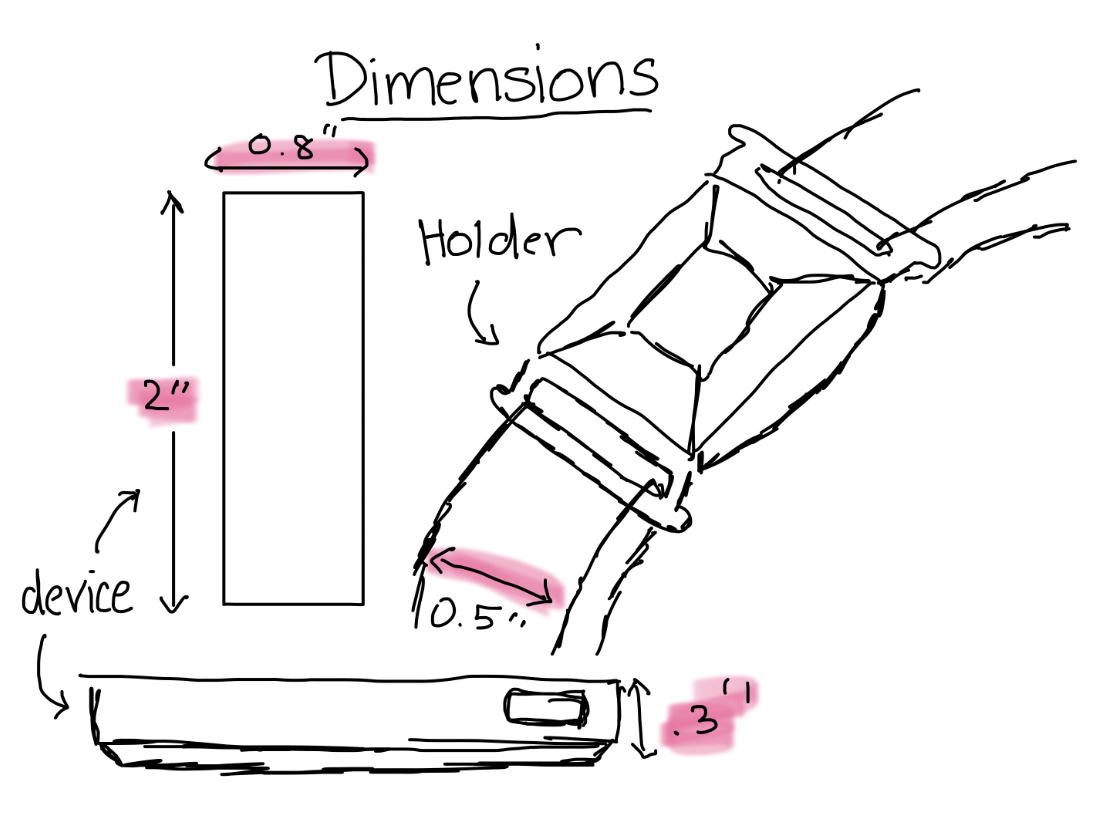 Dimensions
0.8"
Holder
2"
device
0.5"
.3"